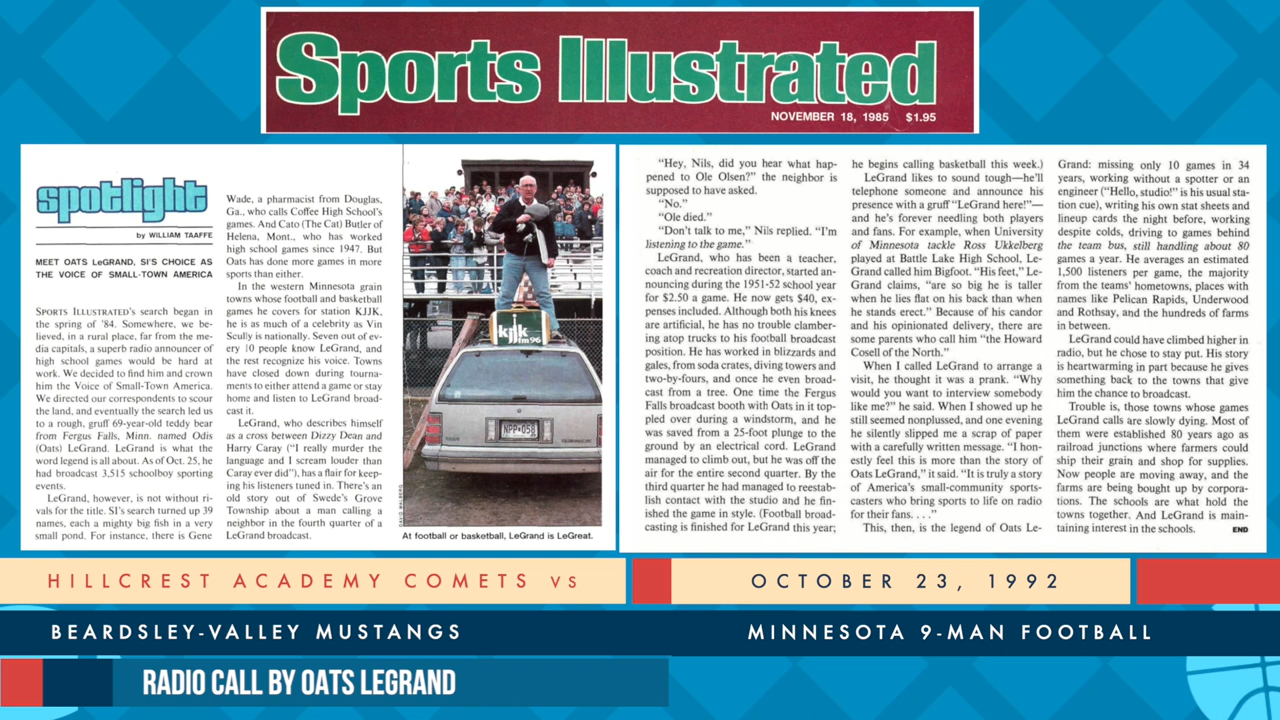 Sports Illustrated
NOVEMBER 18, 1985 $1.95
spotlight
by WILLIAM TAAFFE
MEET OATS LeGRAND, SI'S CHOICE AS
THE VOICE OF SMALL-TOWN AMERICA
SPORTS ILLUSTRATED's search began in
the spring of '84. Somewhere, we be-
lieved, in a rural place, far from the me-
dia capitals, a superb radio announcer of
high school games would be hard at
work. We decided to find him and crown
him the Voice of Small-Town America.
We directed our correspondents to scour
the land, and eventually the search led us
to a rough, gruff 69-year-old teddy bear
from Fergus Falls, Minn. named Odis
(Oats) LeGrand. LeGrand is what the
word legend is all about. As of Oct. 25, he
had broadcast 3,515 schoolboy sporting
events.
LeGrand, however, is not without ri-
vals for the title. SI's search turned up 39
names, each a mighty big fish in a very
small pond. For instance, there is Gene
Wade, a pharmacist from Douglas,
Ga., who calls Coffee High School's
games. And Cato (The Cat) Butler of
Helena, Mont., who has worked
high school games since 1947. But
Oats has done more games in more
sports than either.
In the western Minnesota grain
towns whose football and basketball
games he covers for station KJJK,
he is as much of a celebrity as Vin
Scully is nationally. Seven out of ev-
ery 10 people know LeGrand, and
the rest recognize his voice. Towns
have closed down during tourna-
ments to either attend a game or stay
home and listen to LeGrand broad-
cast it.
LeGrand, who describes himself
as a cross between Dizzy Dean and
Harry Caray ("I really murder the
language and I scream louder than
Caray ever did"), has a flair for keep-
ing his listeners tuned in. There's an
old story out of Swede's Grove
Township about a man calling a
neighbor in the fourth quarter of a
LeGrand broadcast.
kjjk
fm96
NPP•058
At football or basketball, LeGrand is LeGreat.
"Hey, Nils, did you hear what hap-
pened to Ole Olsen?" the neighbor is
supposed to have asked.
"No."
"Ole died."
"Don't talk to me," Nils replied. "I'm
listening to the game."
LeGrand, who has been a teacher,
coach and recreation director, started an-
nouncing during the 1951-52 school year
for $2.50 a game. He now gets $40, ex-
penses included. Although both his knees
are artificial, he has no trouble clamber-
ing atop trucks to his football broadcast
position. He has worked in blizzards and
gales, from soda crates, diving towers and
two-by-fours, and once he even broad-
cast from a tree. One time the Fergus
Falls broadcast booth with Oats in it top-
pled over during a windstorm, and he
was saved from a 25-foot plunge to the
ground by an electrical cord. LeGrand
managed to climb out, but he was off the
air for the entire second quarter. By the
third quarter he had managed to reestab-
lish contact with the studio and he fin-
ished the game in style. (Football broad-
casting is finished for LeGrand this year;
he begins calling basketball this week.)
LeGrand likes to sound tough—he'll
telephone someone and announce his
presence with a gruff "LeGrand here!"—
and he's forever needling both players
and fans. For example, when University
of Minnesota tackle Ross Ukkelberg
played at Battle Lake High School, Le-
Grand called him Bigfoot. "His feet," Le-
Grand claims, "are so big he is taller
when he lies flat on his back than when
he stands erect." Because of his candor
and his opinionated delivery, there are
some parents who call him "the Howard
Cosell of the North."
When I called LeGrand to arrange a
visit, he thought it was a prank. "Why
would you want to interview somebody
like me?" he said. When I showed up he
still seemed nonplussed, and one evening
he silently slipped me a scrap of paper
with a carefully written message. "I hon-
estly feel this is more than the story of
Oats LeGrand," it said. "It is truly a story
of America's small-community sports-
casters who bring sports to life on radio
for their fans. . . ."
This, then, is the legend of Oats Le-
Grand: missing only 10 games in 34
years, working without a spotter or an
engineer ("Hello, studio!" is his usual sta-
tion cue), writing his own stat sheets and
lineup cards the night before, working
despite colds, driving to games behind
the team bus, still handling about 80
games a year. He averages an estimated
1,500 listeners per game, the majority
from the teams' hometowns, places with
names like Pelican Rapids, Underwood
and Rothsay, and the hundreds of farms
in between.
LeGrand could have climbed higher in
radio, but he chose to stay put. His story
is heartwarming in part because he gives
something back to the towns that give
him the chance to broadcast.
Trouble is, those towns whose games
LeGrand calls are slowly dying. Most of
them were established 80 years ago as
railroad junctions where farmers could
ship their grain and shop for supplies.
Now people are moving away, and the
farms are being bought up by corpora-
tions. The schools are what hold the
towns together. And LeGrand is main-
taining interest in the schools. END
HILLCREST ACADEMY COMETS VS
OCTOBER 23, 1992
BEARDSLEY-VALLEY MUSTANGS
MINNESOTA 9-MAN FOOTBALL
RADIO CALL BY OATS LEGRAND